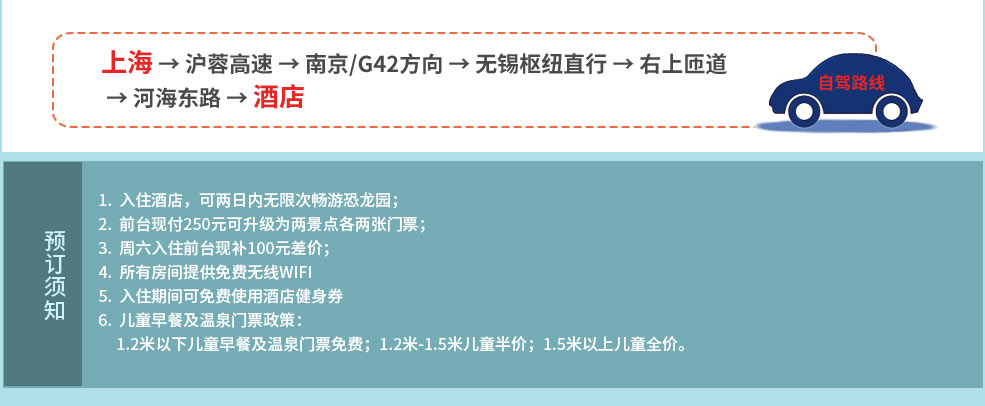 上海 → 沪蓉高速 → 南京/G42方向 → 无锡枢纽直行 → 右上匝道
→ 河海东路 → 酒店
自驾路线
预订须知
1. 入住酒店，可两日内无限次畅游恐龙园；
2. 前台现付250元可升级为两景点各两张门票；
3. 周六入住前台现补100元差价；
4. 所有房间提供免费无线WIFI
5. 入住期间可免费使用酒店健身券
6. 儿童早餐及温泉门票政策：
1.2米以下儿童早餐及温泉门票免费；1.2米-1.5米儿童半价；1.5米以上儿童全价。